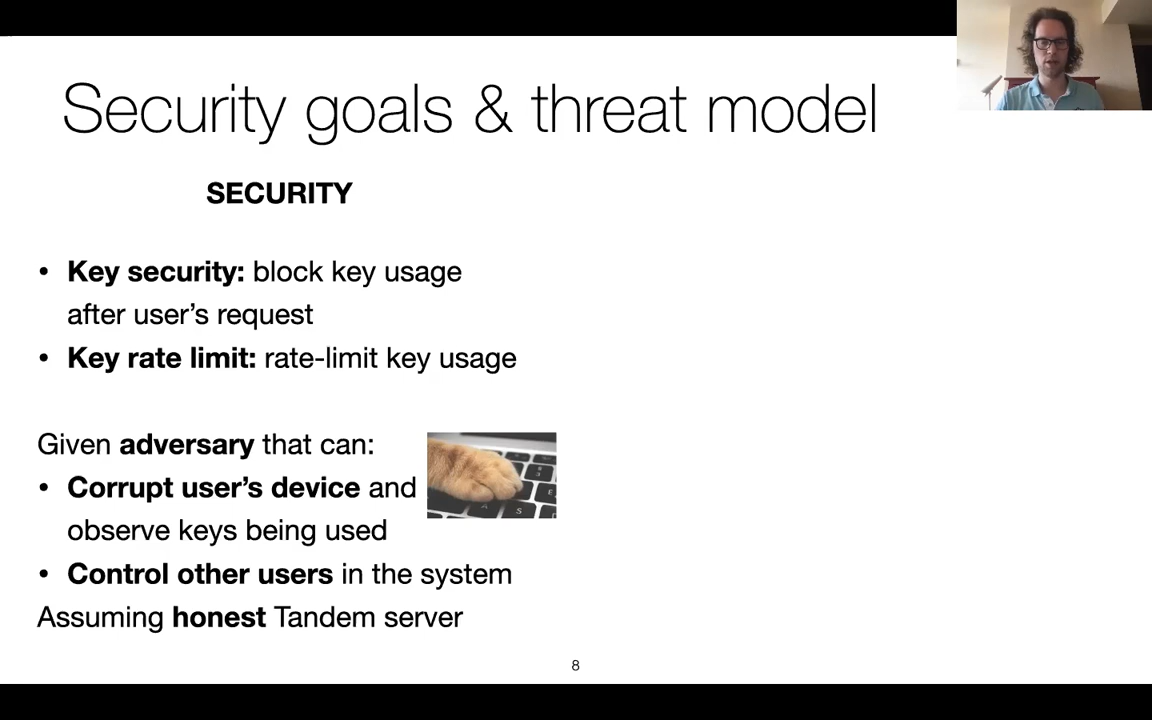 Security goals & threat model
SECURITY
• Key security: block key usage
after user's request
• Key rate limit: rate-limit key usage
Given adversary that can:
• Corrupt user's device and
observe keys being used
• Control other users in the system
Assuming honest Tandem server
8